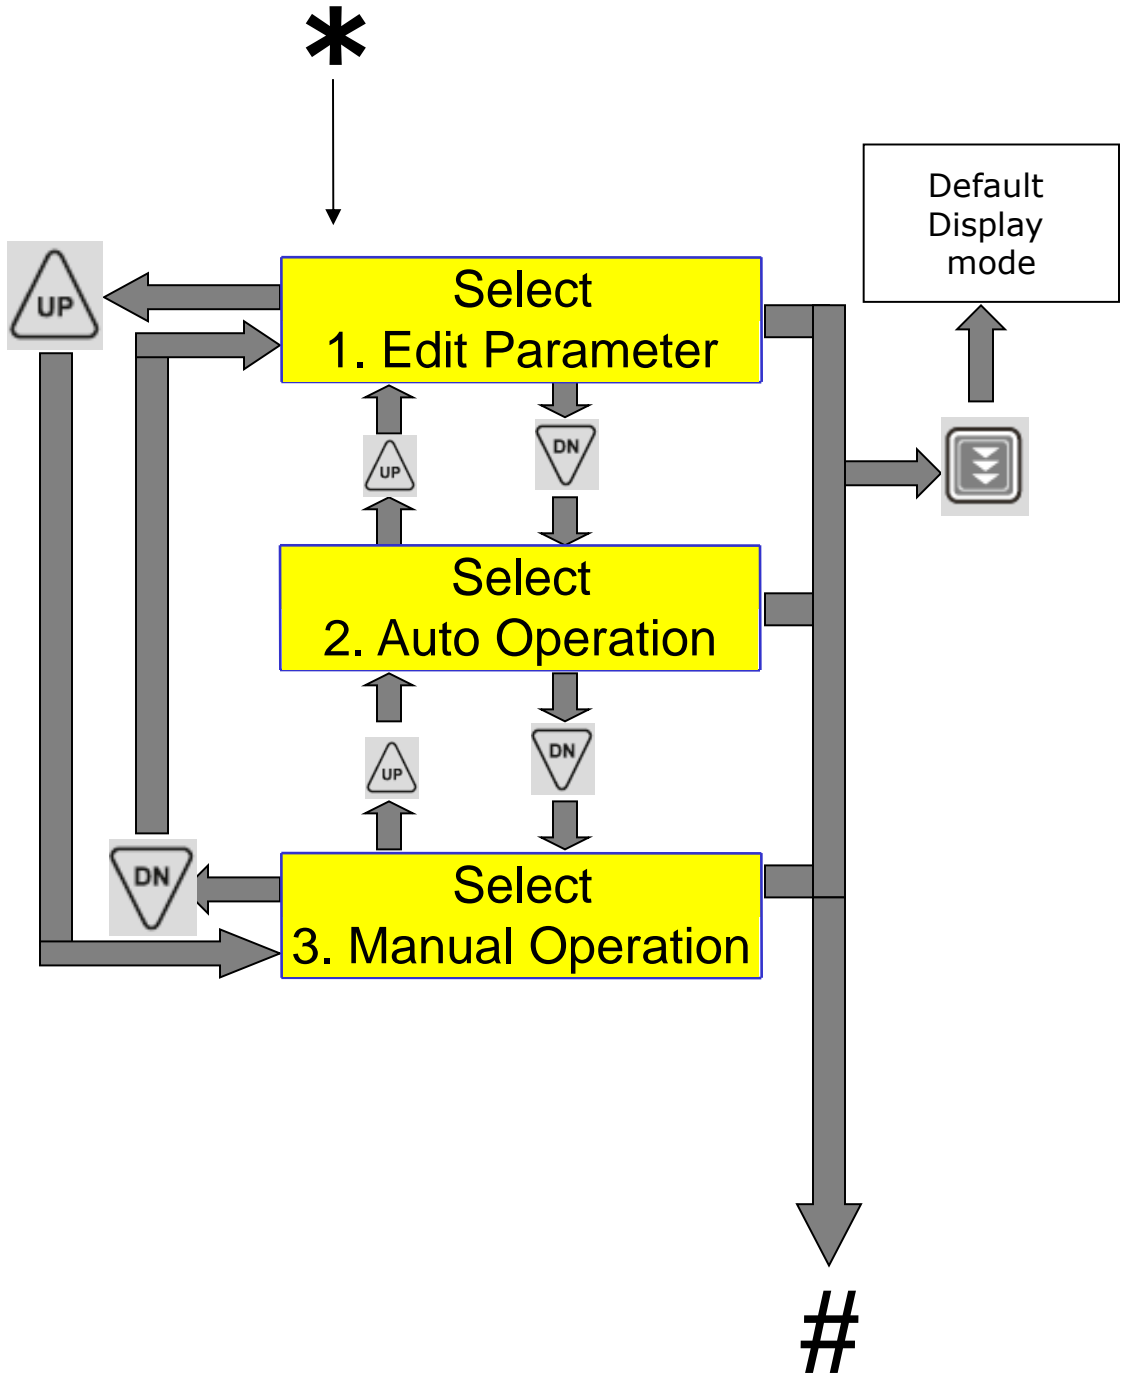 *
Default
Display
mode
UP
Select
1. Edit Parameter
UP
DN
Select
2. Auto Operation
UP
DN
DN
Select
3. Manual Operation
#